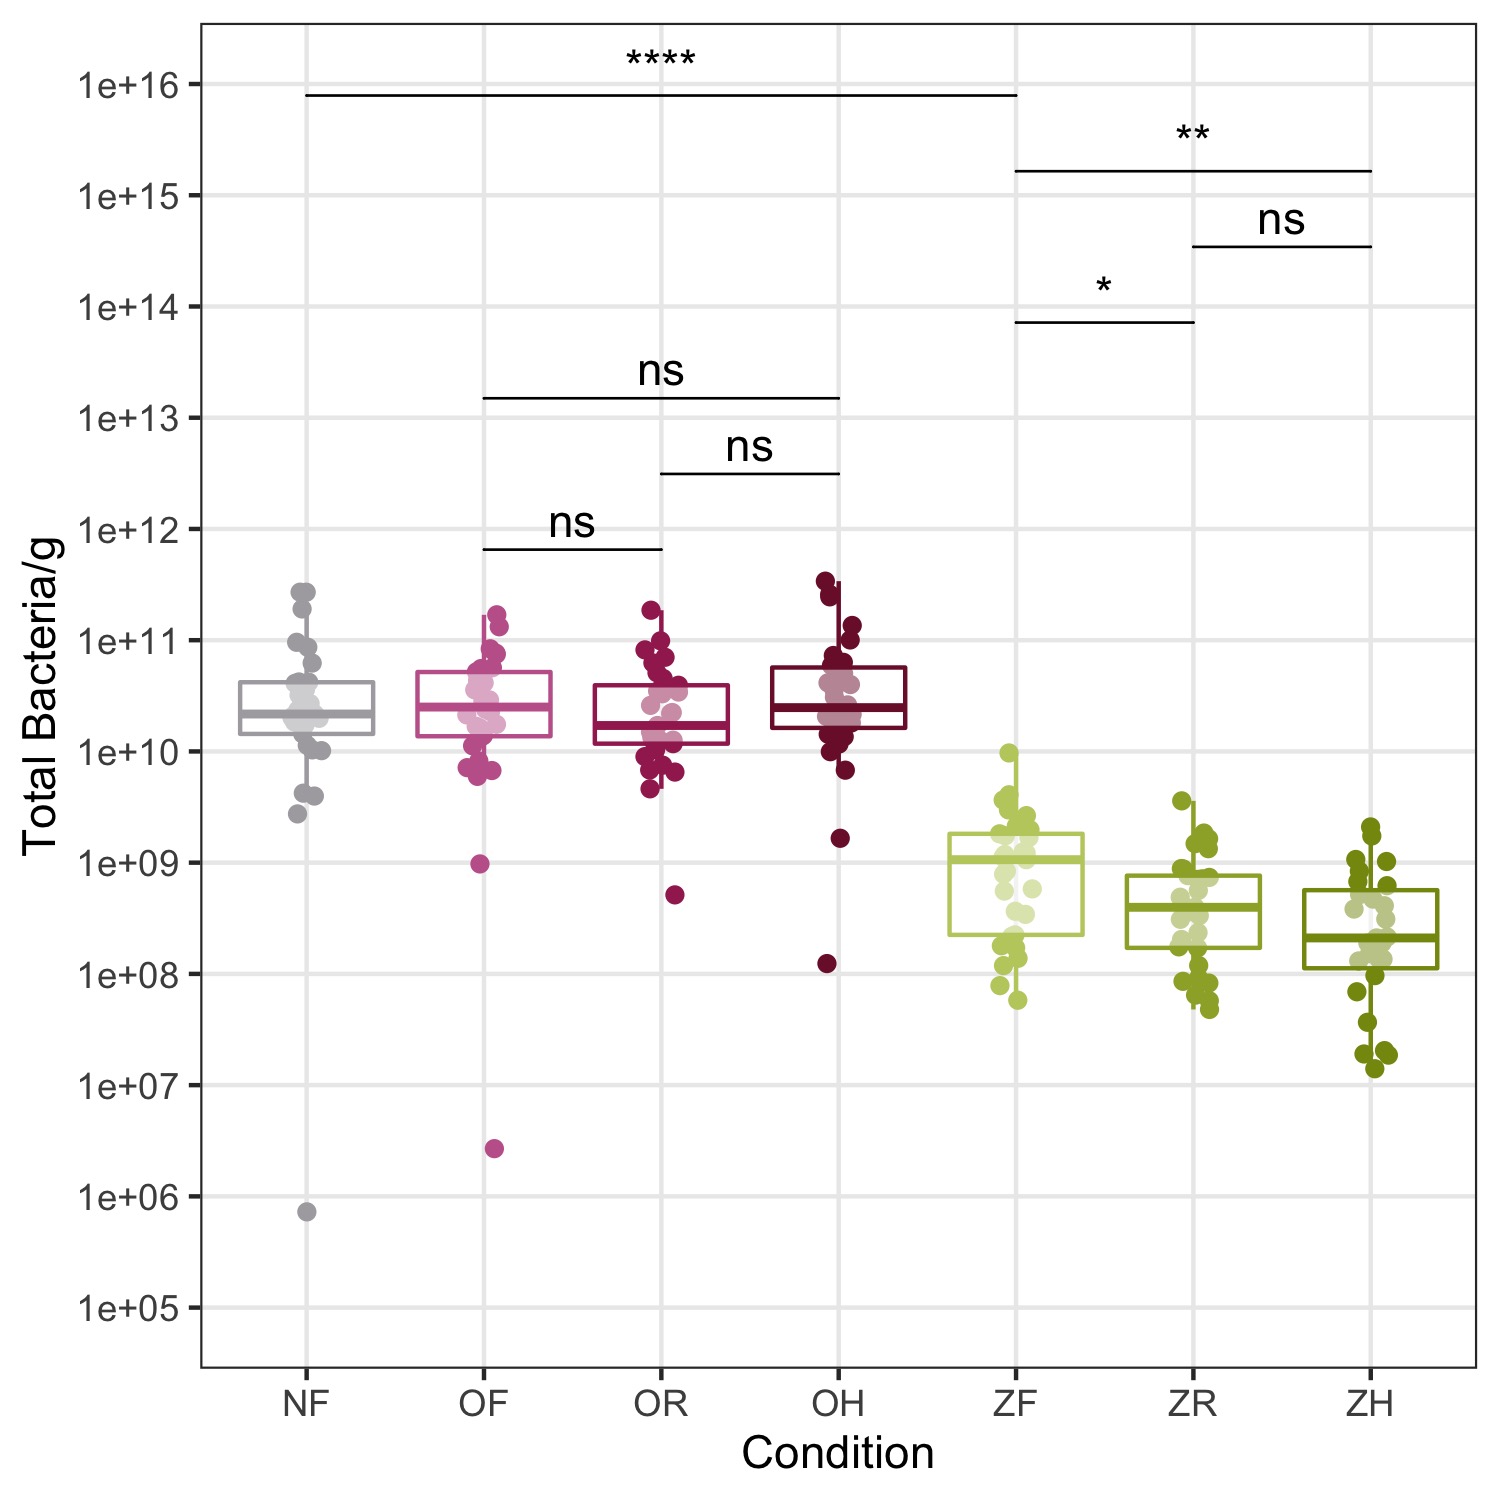 ****
1e+16
**
1e+15
ns
*
1e+14
ns
1e+13
ns
ns
1e+12
1e+11
1e+10
1e+09
1e+08
1e+07
1e+06
1e+05
Total Bacteria/g
NF OF OR OH ZF ZR ZH
Condition